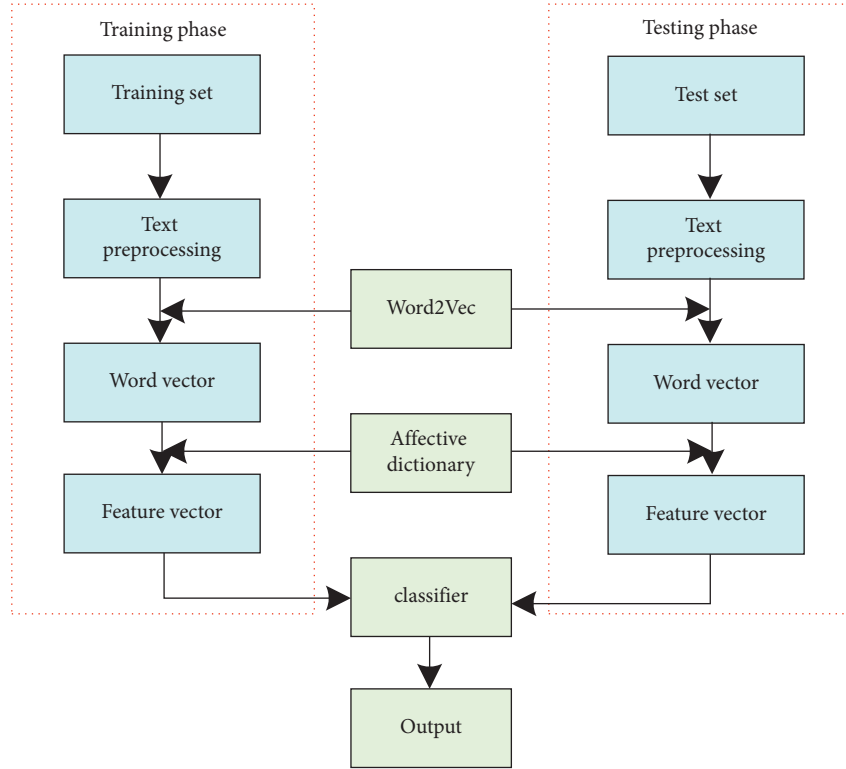 Training phase
Testing phase
Training set
Test set
Text
preprocessing
Text
preprocessing
Word2Vec
Word vector
Word vector
Affective
dictionary
Feature vector
Feature vector
classifier
Output